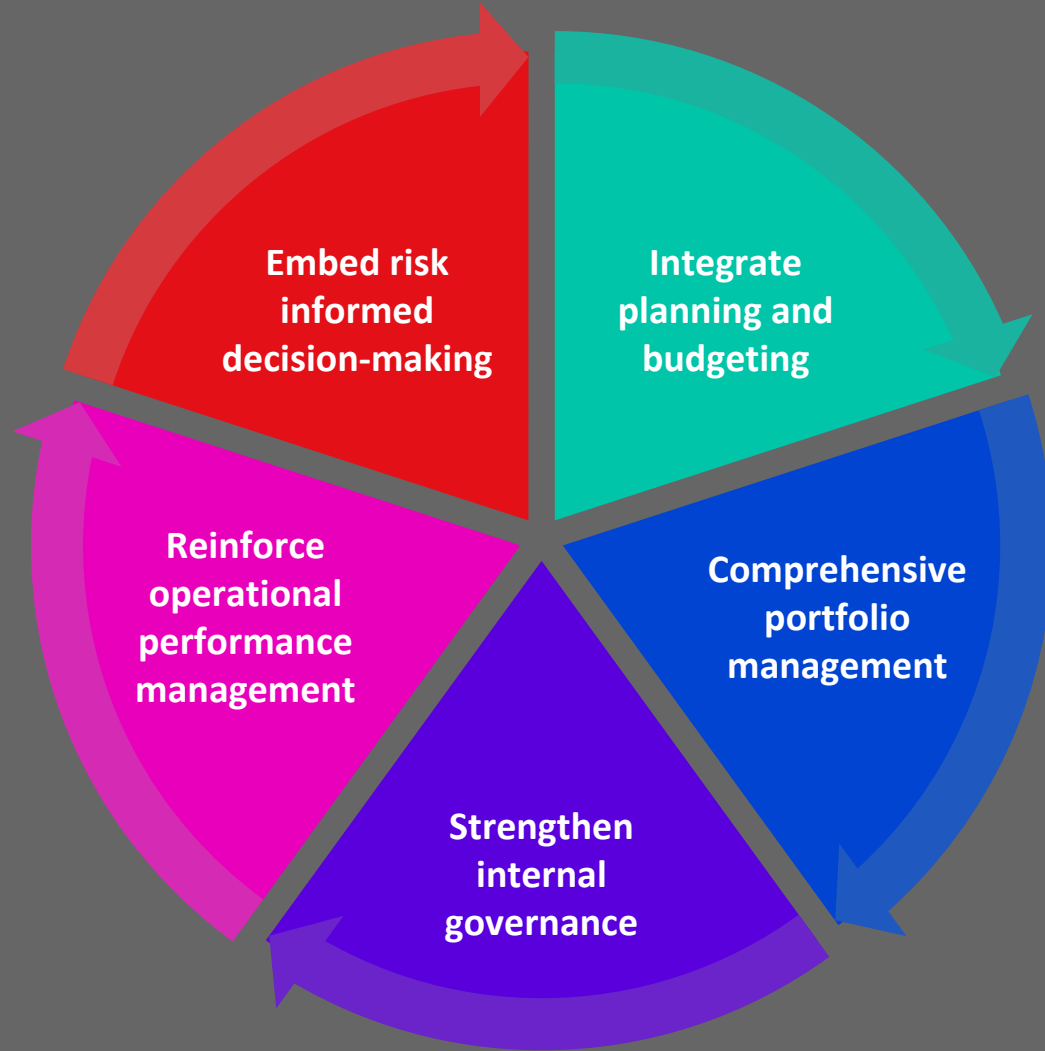 Embed risk
informed
decision-making
Integrate
planning and
budgeting
Comprehensive
portfolio
management
Strengthen
internal
governance
Reinforce
operational
performance
management